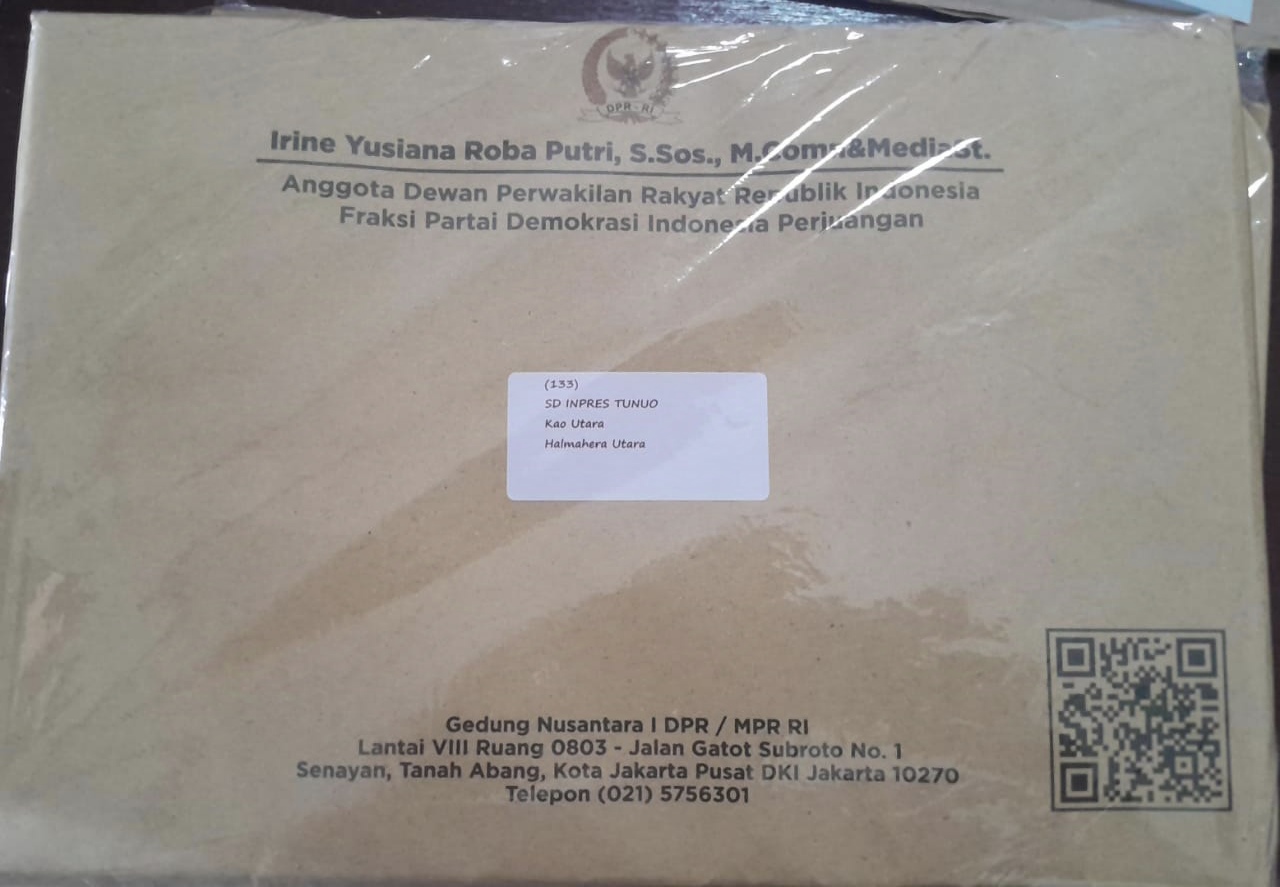 DPR - RI
Irine Yusiana Roba Putri, S.Sos., M.Comn&MediaSt.
Anggota Dewan Perwakilan Rakyat Republik Indonesia
Fraksi Partai Demokrasi Indonesia Perjuangan
(133)
SD INPRES TUNUO
Kao Utara
Halmahera Utara
Gedung Nusantara I DPR / MPR RI
Lantai VIII Ruang 0803 - Jalan Gatot Subroto No. 1
Senayan, Tanah Abang, Kota Jakarta Pusat DKI Jakarta 10270
Telepon (021) 5756301